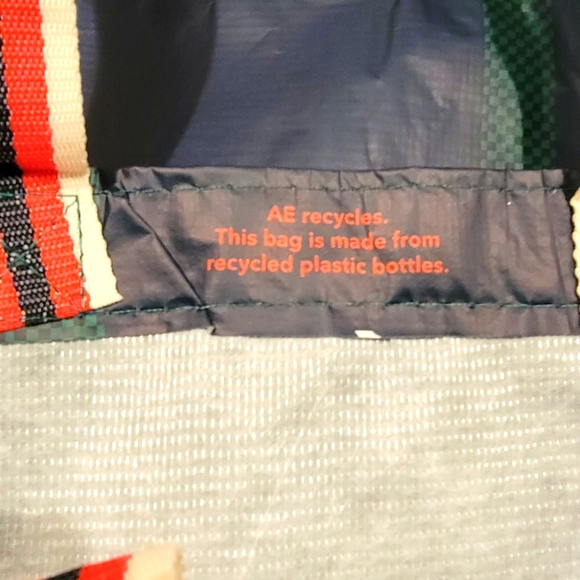 AE recycles.
This bag is made from
recycled plastic bottles.